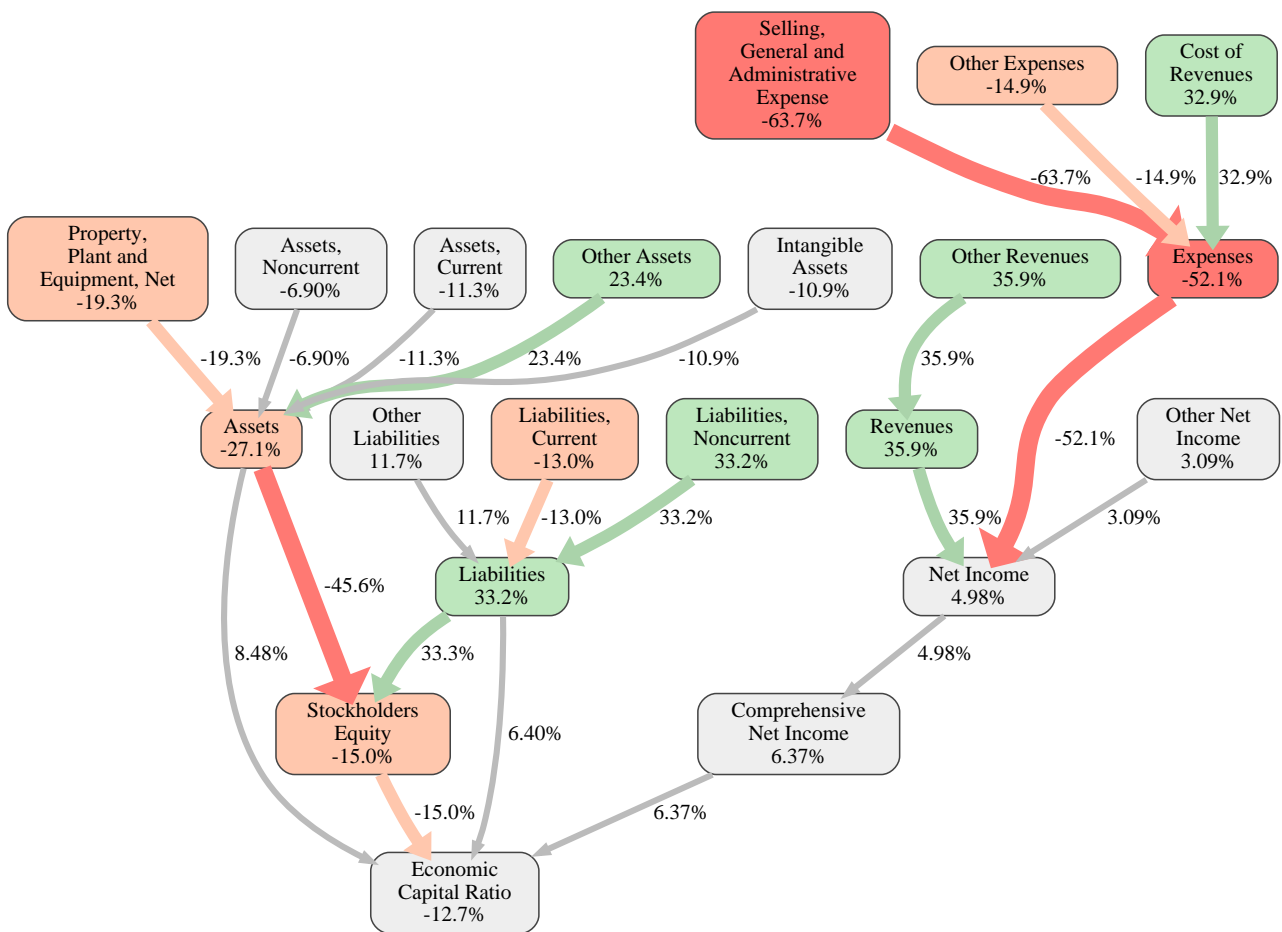 Selling,
General and
Administrative
Expense
-63.7%
Other Expenses
-14.9%
Cost of
Revenues
32.9%
-63.7%
-14.9%
32.9%
Property,
Plant and
Equipment, Net
-19.3%
Assets,
Noncurrent
-6.90%
Assets,
Current
-11.3%
Other Assets
23.4%
Intangible
Assets
-10.9%
Other Revenues
35.9%
Expenses
-52.1%
-19.3%
-6.90%
-11.3%
23.4%
-10.9%
35.9%
-52.1%
Assets
-27.1%
Other
Liabilities
11.7%
Liabilities,
Current
-13.0%
Liabilities,
Noncurrent
33.2%
Revenues
35.9%
Other Net
Income
3.09%
11.7%
-13.0%
33.2%
35.9%
3.09%
-45.6%
Liabilities
33.2%
Net Income
4.98%
8.48%
33.3%
4.98%
Stockholders
Equity
-15.0%
6.40%
Comprehensive
Net Income
6.37%
-15.0%
6.37%
Economic
Capital Ratio
-12.7%